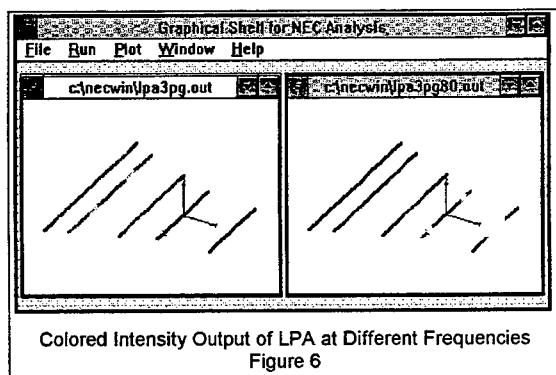 Graphical Shell for NEC Analysis
File Run Plot Window Help
c:\necwin\lpa3pg.out
c:\necwin\lpa3pg80.out
Colored Intensity Output of LPA at Different Frequencies
Figure 6